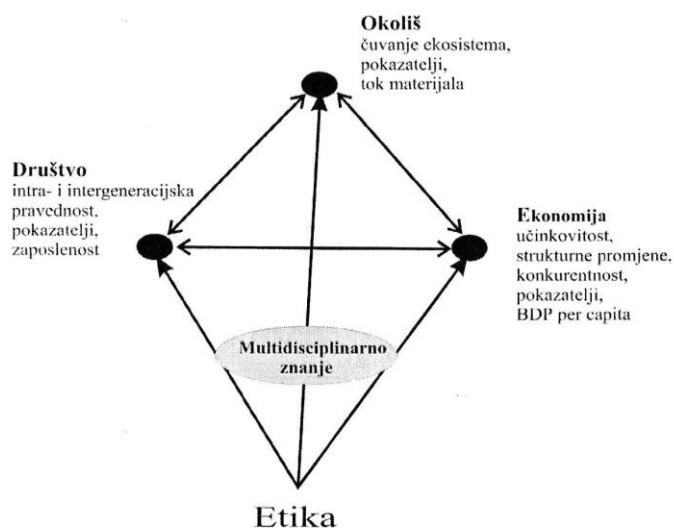 Okoliš
čuvanje ekosistema,
pokazatelji,
tok materijala
Društvo
intra- i intergeneracijska
pravednost,
pokazatelji,
zaposlenost
Ekonomija
učinkovitost,
strukturne promjene,
konkurentnost,
pokazatelji,
BDP per capita
Multidisciplinarno
znanje
Etika